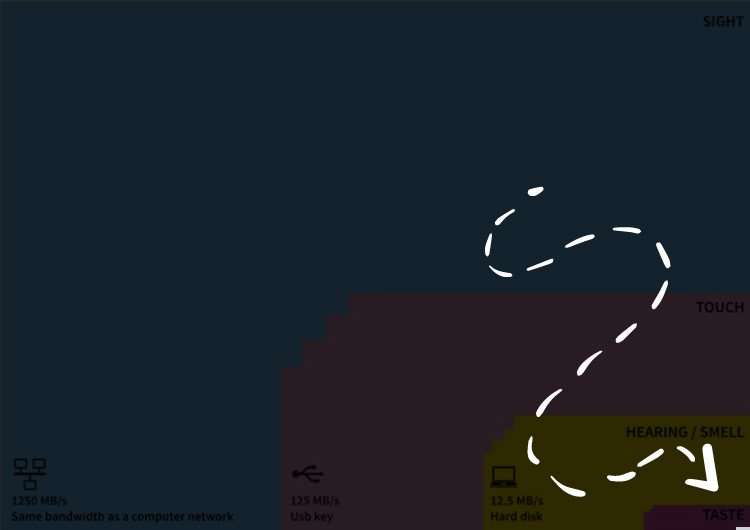 SIGHT
TOUCH
HEARING / SMELL
1250 MB/s
Same bandwidth as a computer network
125 MB/s
Usb key
12.5 MB/s
Hard disk
TASTE